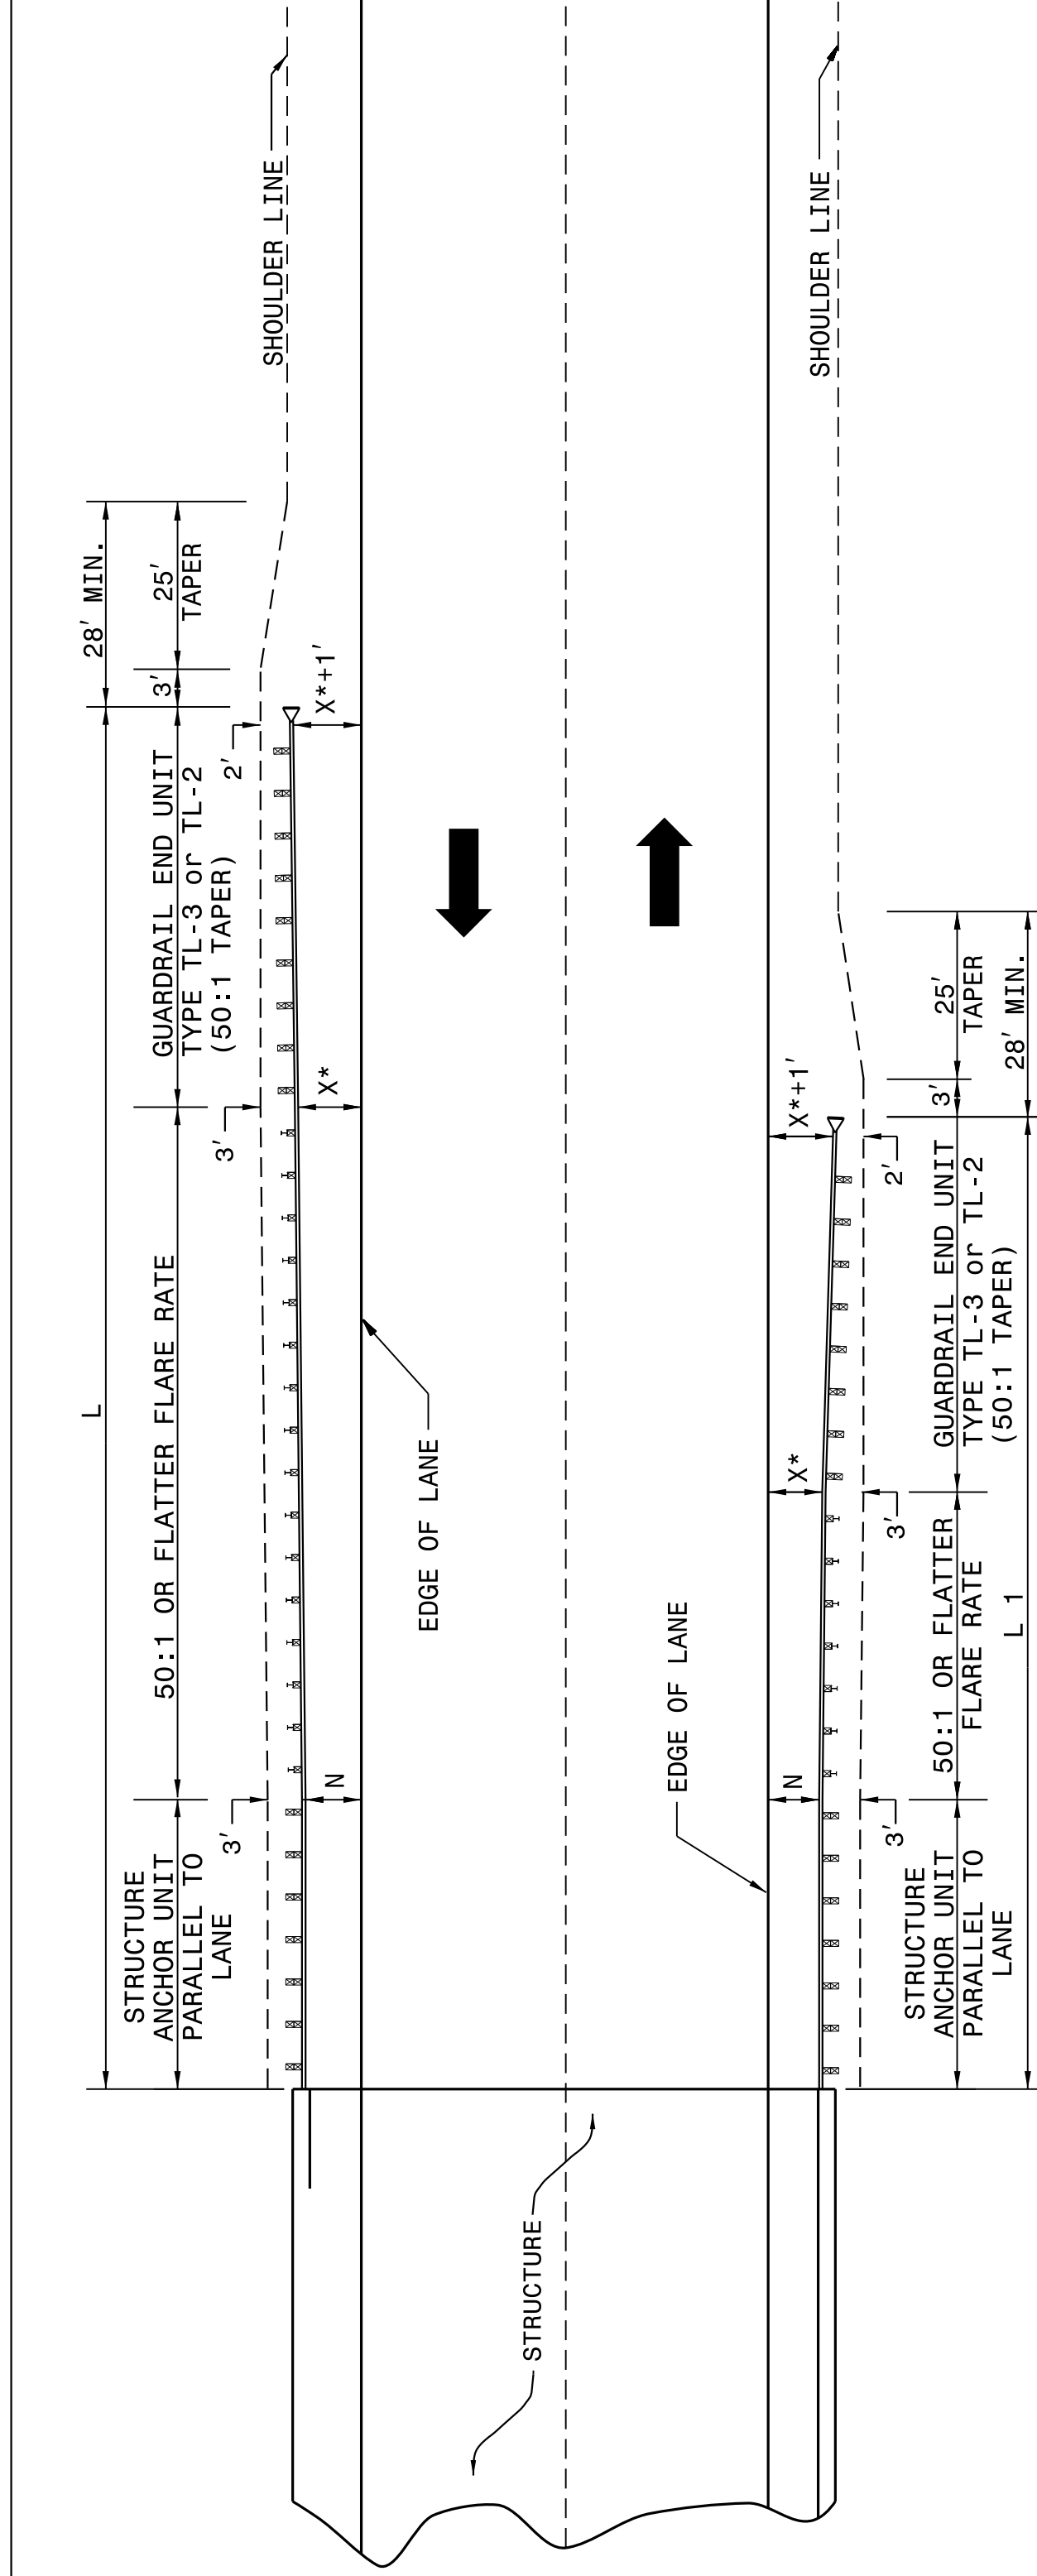 SHOULDER LINE
SHOULDER LINE
28' MIN.
25'
TAPER
3'
X*+1'
2'
GUARDRAIL END UNIT
TYPE TL-3 or TL-2
(50:1 TAPER)
X*
3'
L
50:1 OR FLATTER FLARE RATE
EDGE OF LANE
N
3'
STRUCTURE
ANCHOR UNIT
PARALLEL TO
LANE
25'
TAPER
28' MIN.
3'
X*+1'
2'
GUARDRAIL END UNIT
TYPE TL-3 or TL-2
(50:1 TAPER)
X*
3'
50:1 OR FLATTER
FLARE RATE
L 1
EDGE OF LANE
N
3'
STRUCTURE
ANCHOR UNIT
PARALLEL TO
LANE
STRUCTURE